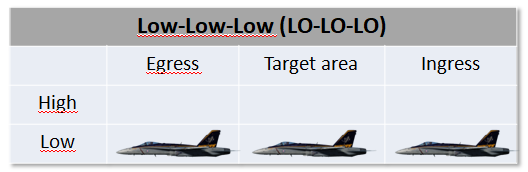 Low-Low-Low (LO-LO-LO)
Egress Target area Ingress
High
Low